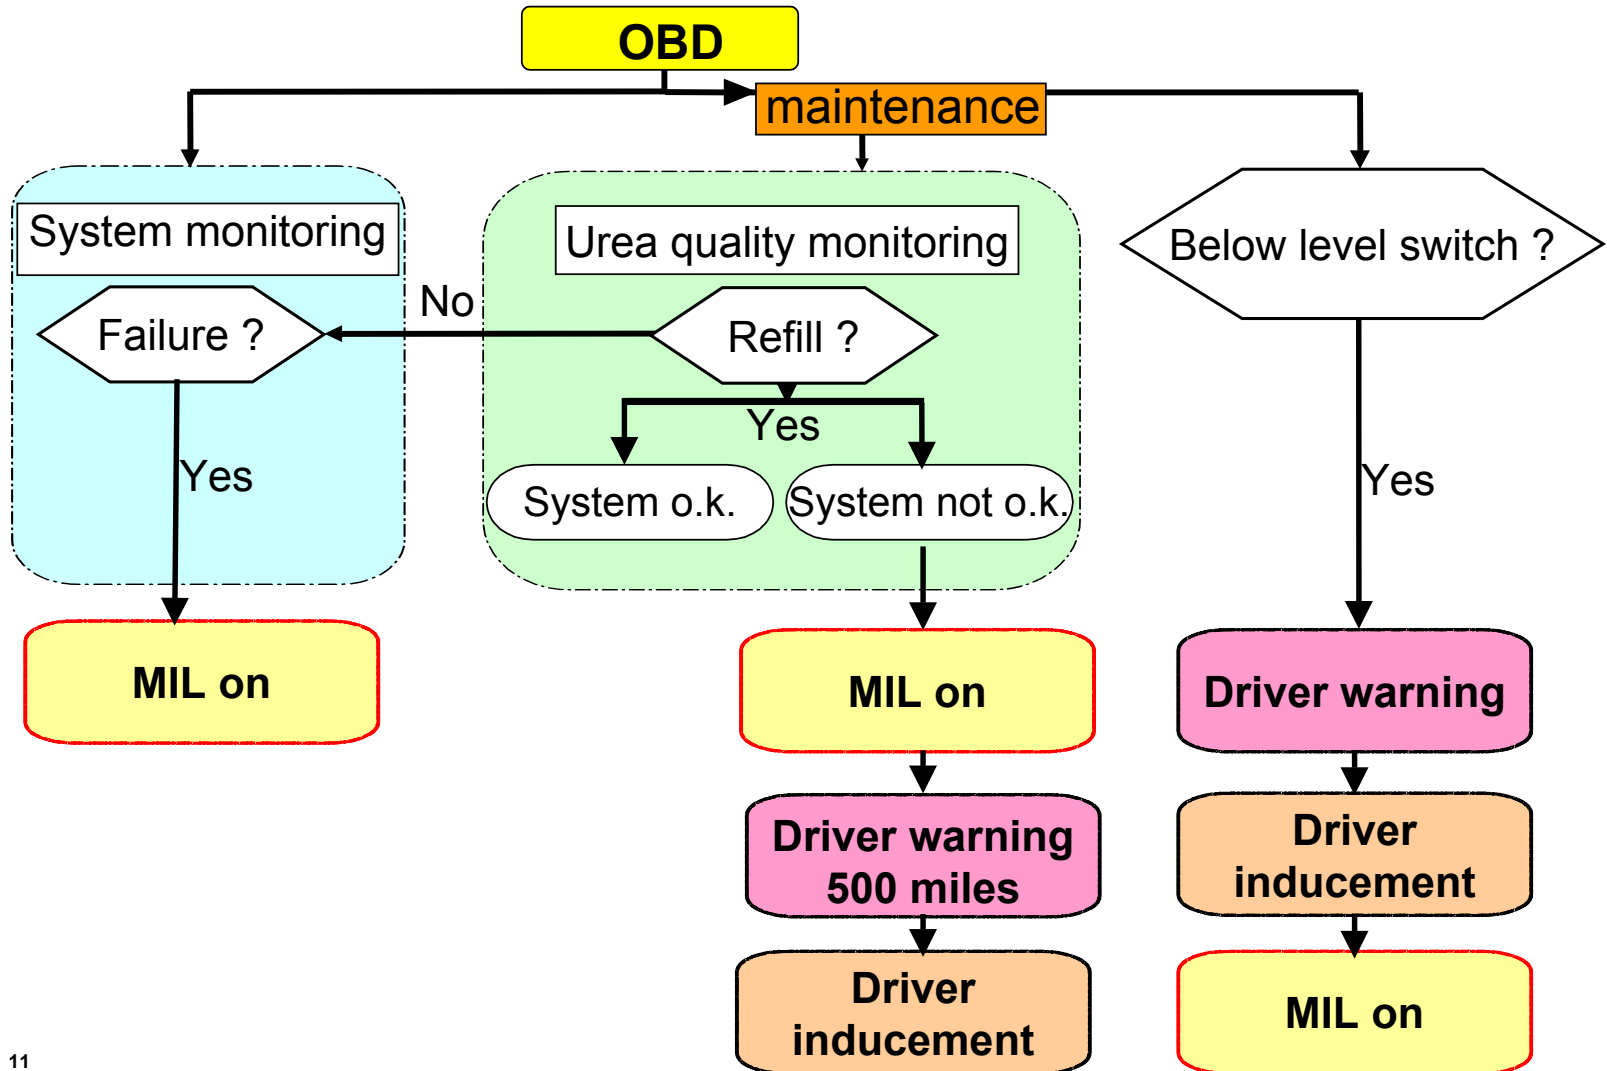 OBD
maintenance
System monitoring
Urea quality monitoring
Below level switch ?
No
Failure ?
Refill ?
Yes
Yes
Yes
System o.k.
System not o.k.
MIL on
MIL on
Driver warning
Driver warning
500 miles
Driver
inducement
Driver
inducement
MIL on
11